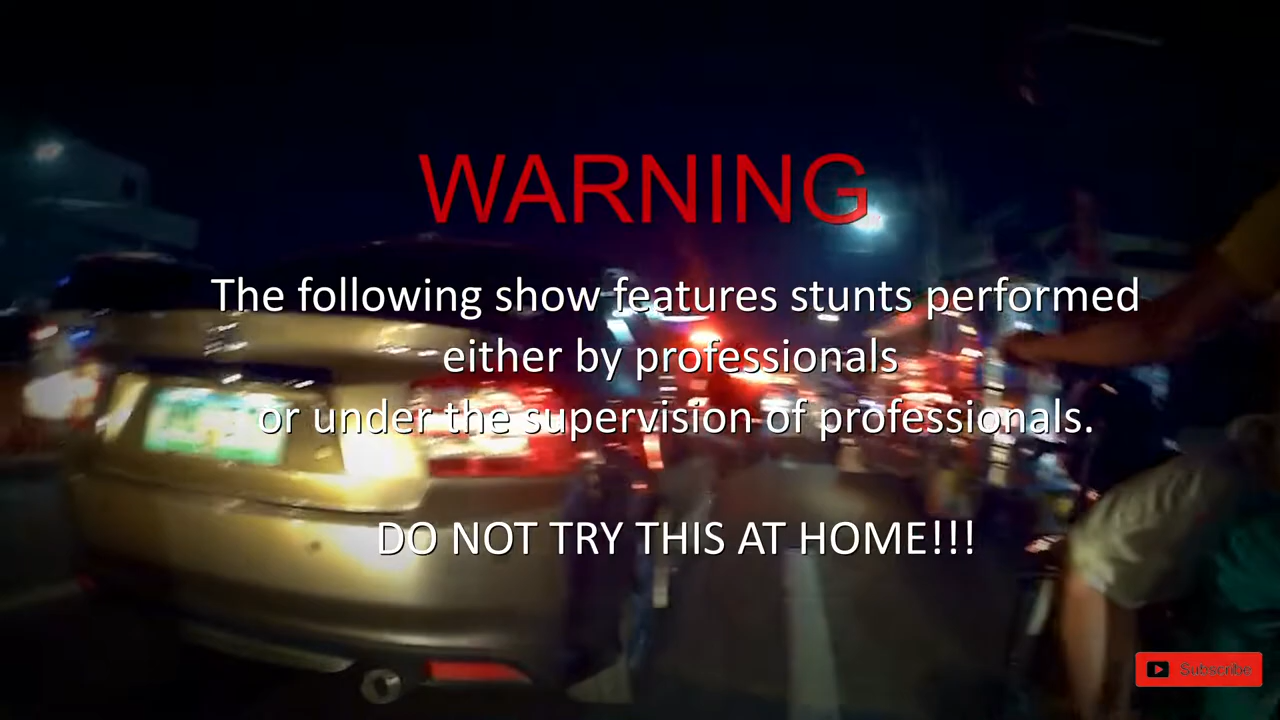 WARNING
The following show features stunts performed
either by professionals
or under the supervision of professionals.
DO NOT TRY THIS AT HOME!!!
Subscribe